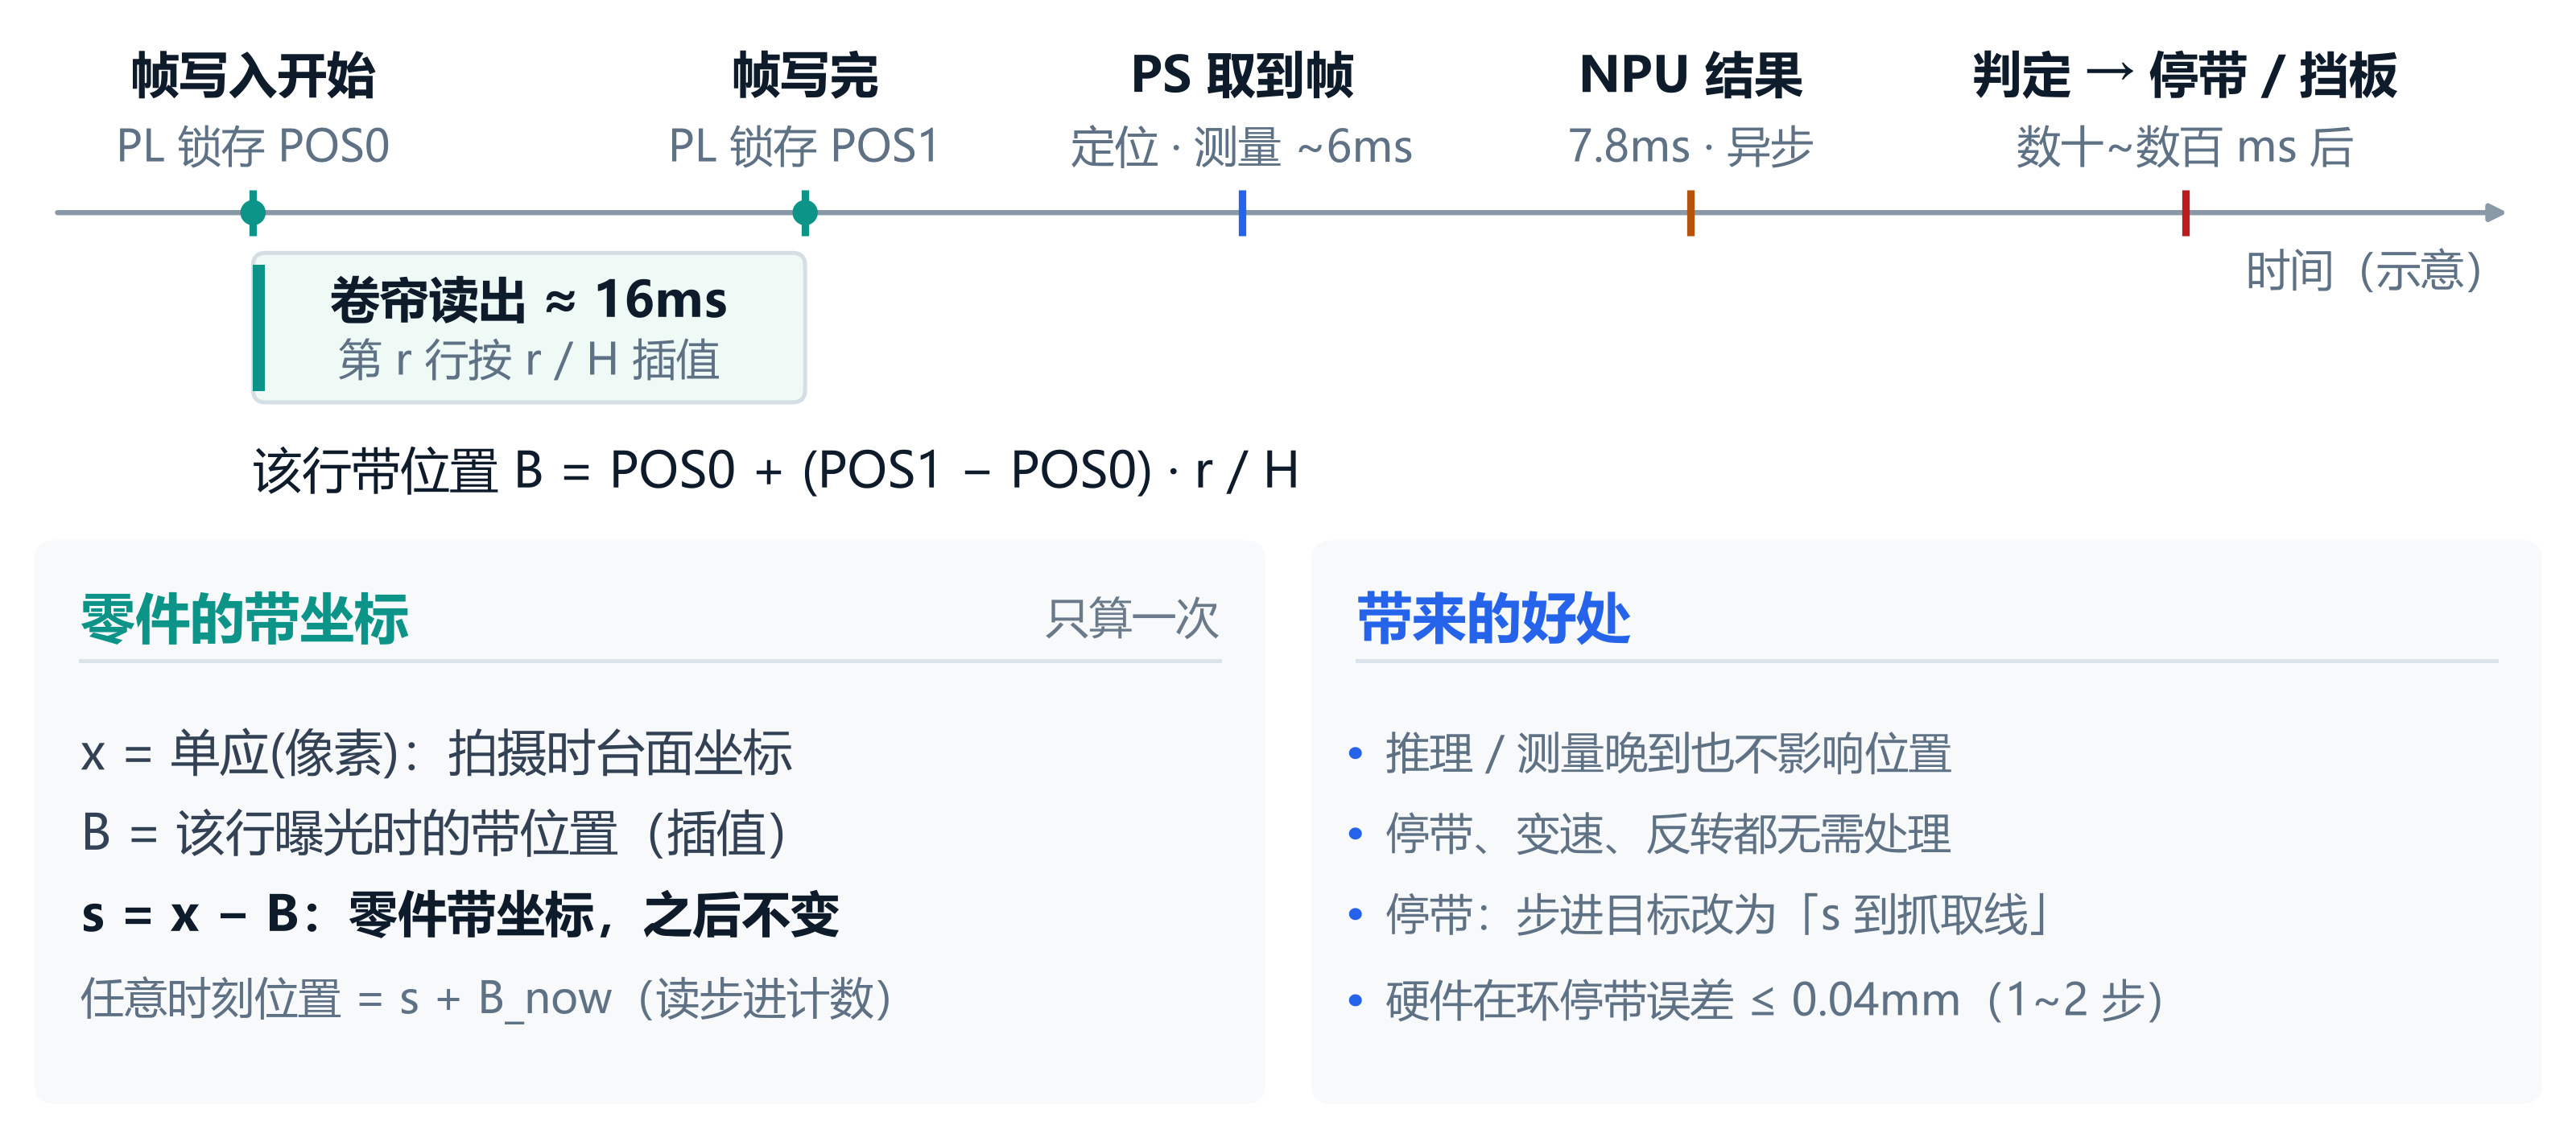 帧写入开始
PL 锁存 POS0
帧写完
PL 锁存 POS1
PS 取到帧
定位 · 测量 ~6ms
NPU 结果
7.8ms · 异步
判定 → 停带 / 挡板
数十~数百 ms 后
时间（示意）
卷帘读出 ≈ 16ms
第 r 行按 r / H 插值
该行带位置 B = POS0 + (POS1 − POS0) · r / H
零件的带坐标
只算一次
x = 单应(像素)：拍摄时台面坐标
B = 该行曝光时的带位置（插值）
s = x − B：零件带坐标，之后不变
任意时刻位置 = s + B_now（读步进计数）
带来的好处
• 推理 / 测量晚到也不影响位置
• 停带、变速、反转都无需处理
• 停带：步进目标改为「s 到抓取线」
• 硬件在环停带误差 ≤ 0.04mm（1~2 步）